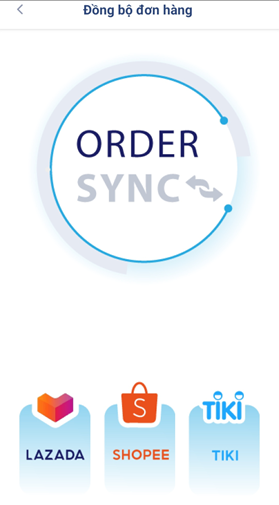 Đồng bộ đơn hàng
ORDER
SYNC
S
TIKI
LAZADA
SHOPEE
TIKI